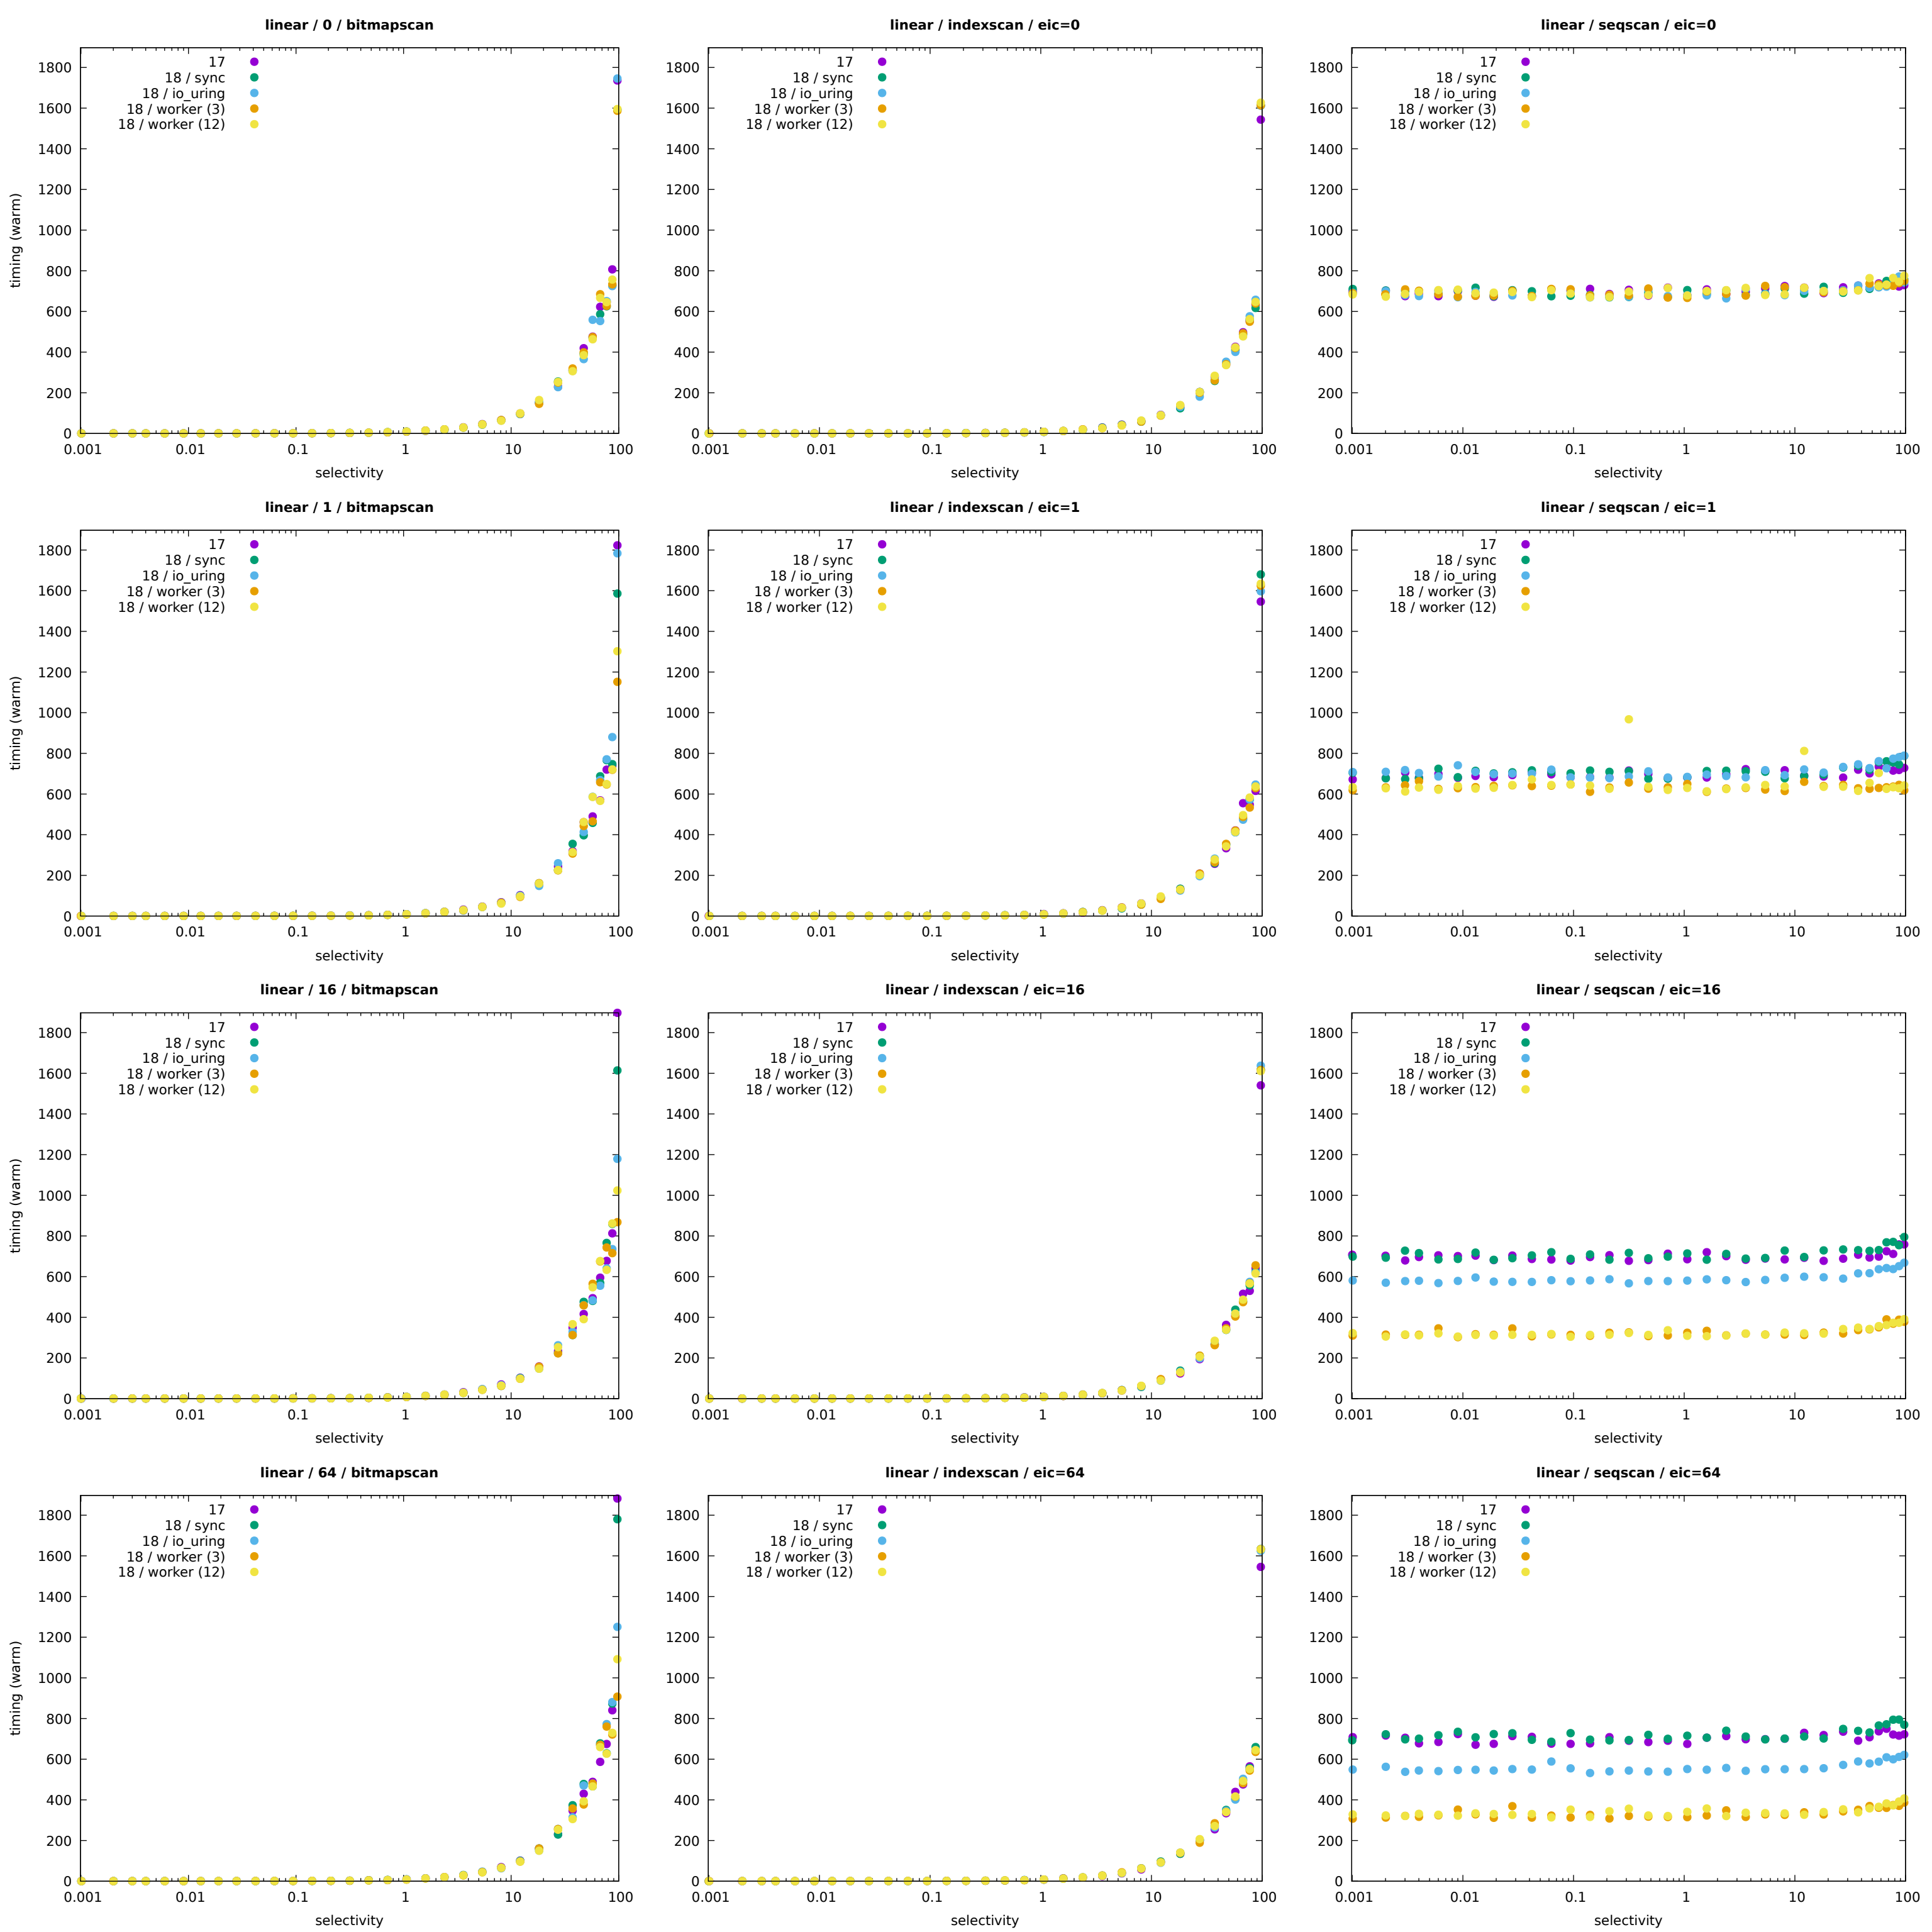 linear / 0 / bitmapscan
17
18 / sync
18 / io_uring
18 / worker (3)
18 / worker (12)
timing (warm)
1800
1600
1400
1200
1000
800
600
400
200
0
0.001 0.01 0.1 1 10 100
selectivity
linear / indexscan / eic=0
17
18 / sync
18 / io_uring
18 / worker (3)
18 / worker (12)
1800
1600
1400
1200
1000
800
600
400
200
0
0.001 0.01 0.1 1 10 100
selectivity
linear / seqscan / eic=0
17
18 / sync
18 / io_uring
18 / worker (3)
18 / worker (12)
1800
1600
1400
1200
1000
800
600
400
200
0
0.001 0.01 0.1 1 10 100
selectivity
linear / 1 / bitmapscan
17
18 / sync
18 / io_uring
18 / worker (3)
18 / worker (12)
timing (warm)
1800
1600
1400
1200
1000
800
600
400
200
0
0.001 0.01 0.1 1 10 100
selectivity
linear / indexscan / eic=1
17
18 / sync
18 / io_uring
18 / worker (3)
18 / worker (12)
1800
1600
1400
1200
1000
800
600
400
200
0
0.001 0.01 0.1 1 10 100
selectivity
linear / seqscan / eic=1
17
18 / sync
18 / io_uring
18 / worker (3)
18 / worker (12)
1800
1600
1400
1200
1000
800
600
400
200
0
0.001 0.01 0.1 1 10 100
selectivity
linear / 16 / bitmapscan
17
18 / sync
18 / io_uring
18 / worker (3)
18 / worker (12)
timing (warm)
1800
1600
1400
1200
1000
800
600
400
200
0
0.001 0.01 0.1 1 10 100
selectivity
linear / indexscan / eic=16
17
18 / sync
18 / io_uring
18 / worker (3)
18 / worker (12)
1800
1600
1400
1200
1000
800
600
400
200
0
0.001 0.01 0.1 1 10 100
selectivity
linear / seqscan / eic=16
17
18 / sync
18 / io_uring
18 / worker (3)
18 / worker (12)
1800
1600
1400
1200
1000
800
600
400
200
0
0.001 0.01 0.1 1 10 100
selectivity
linear / 64 / bitmapscan
17
18 / sync
18 / io_uring
18 / worker (3)
18 / worker (12)
timing (warm)
1800
1600
1400
1200
1000
800
600
400
200
0
0.001 0.01 0.1 1 10 100
selectivity
linear / indexscan / eic=64
17
18 / sync
18 / io_uring
18 / worker (3)
18 / worker (12)
1800
1600
1400
1200
1000
800
600
400
200
0
0.001 0.01 0.1 1 10 100
selectivity
linear / seqscan / eic=64
17
18 / sync
18 / io_uring
18 / worker (3)
18 / worker (12)
1800
1600
1400
1200
1000
800
600
400
200
0
0.001 0.01 0.1 1 10 100
selectivity